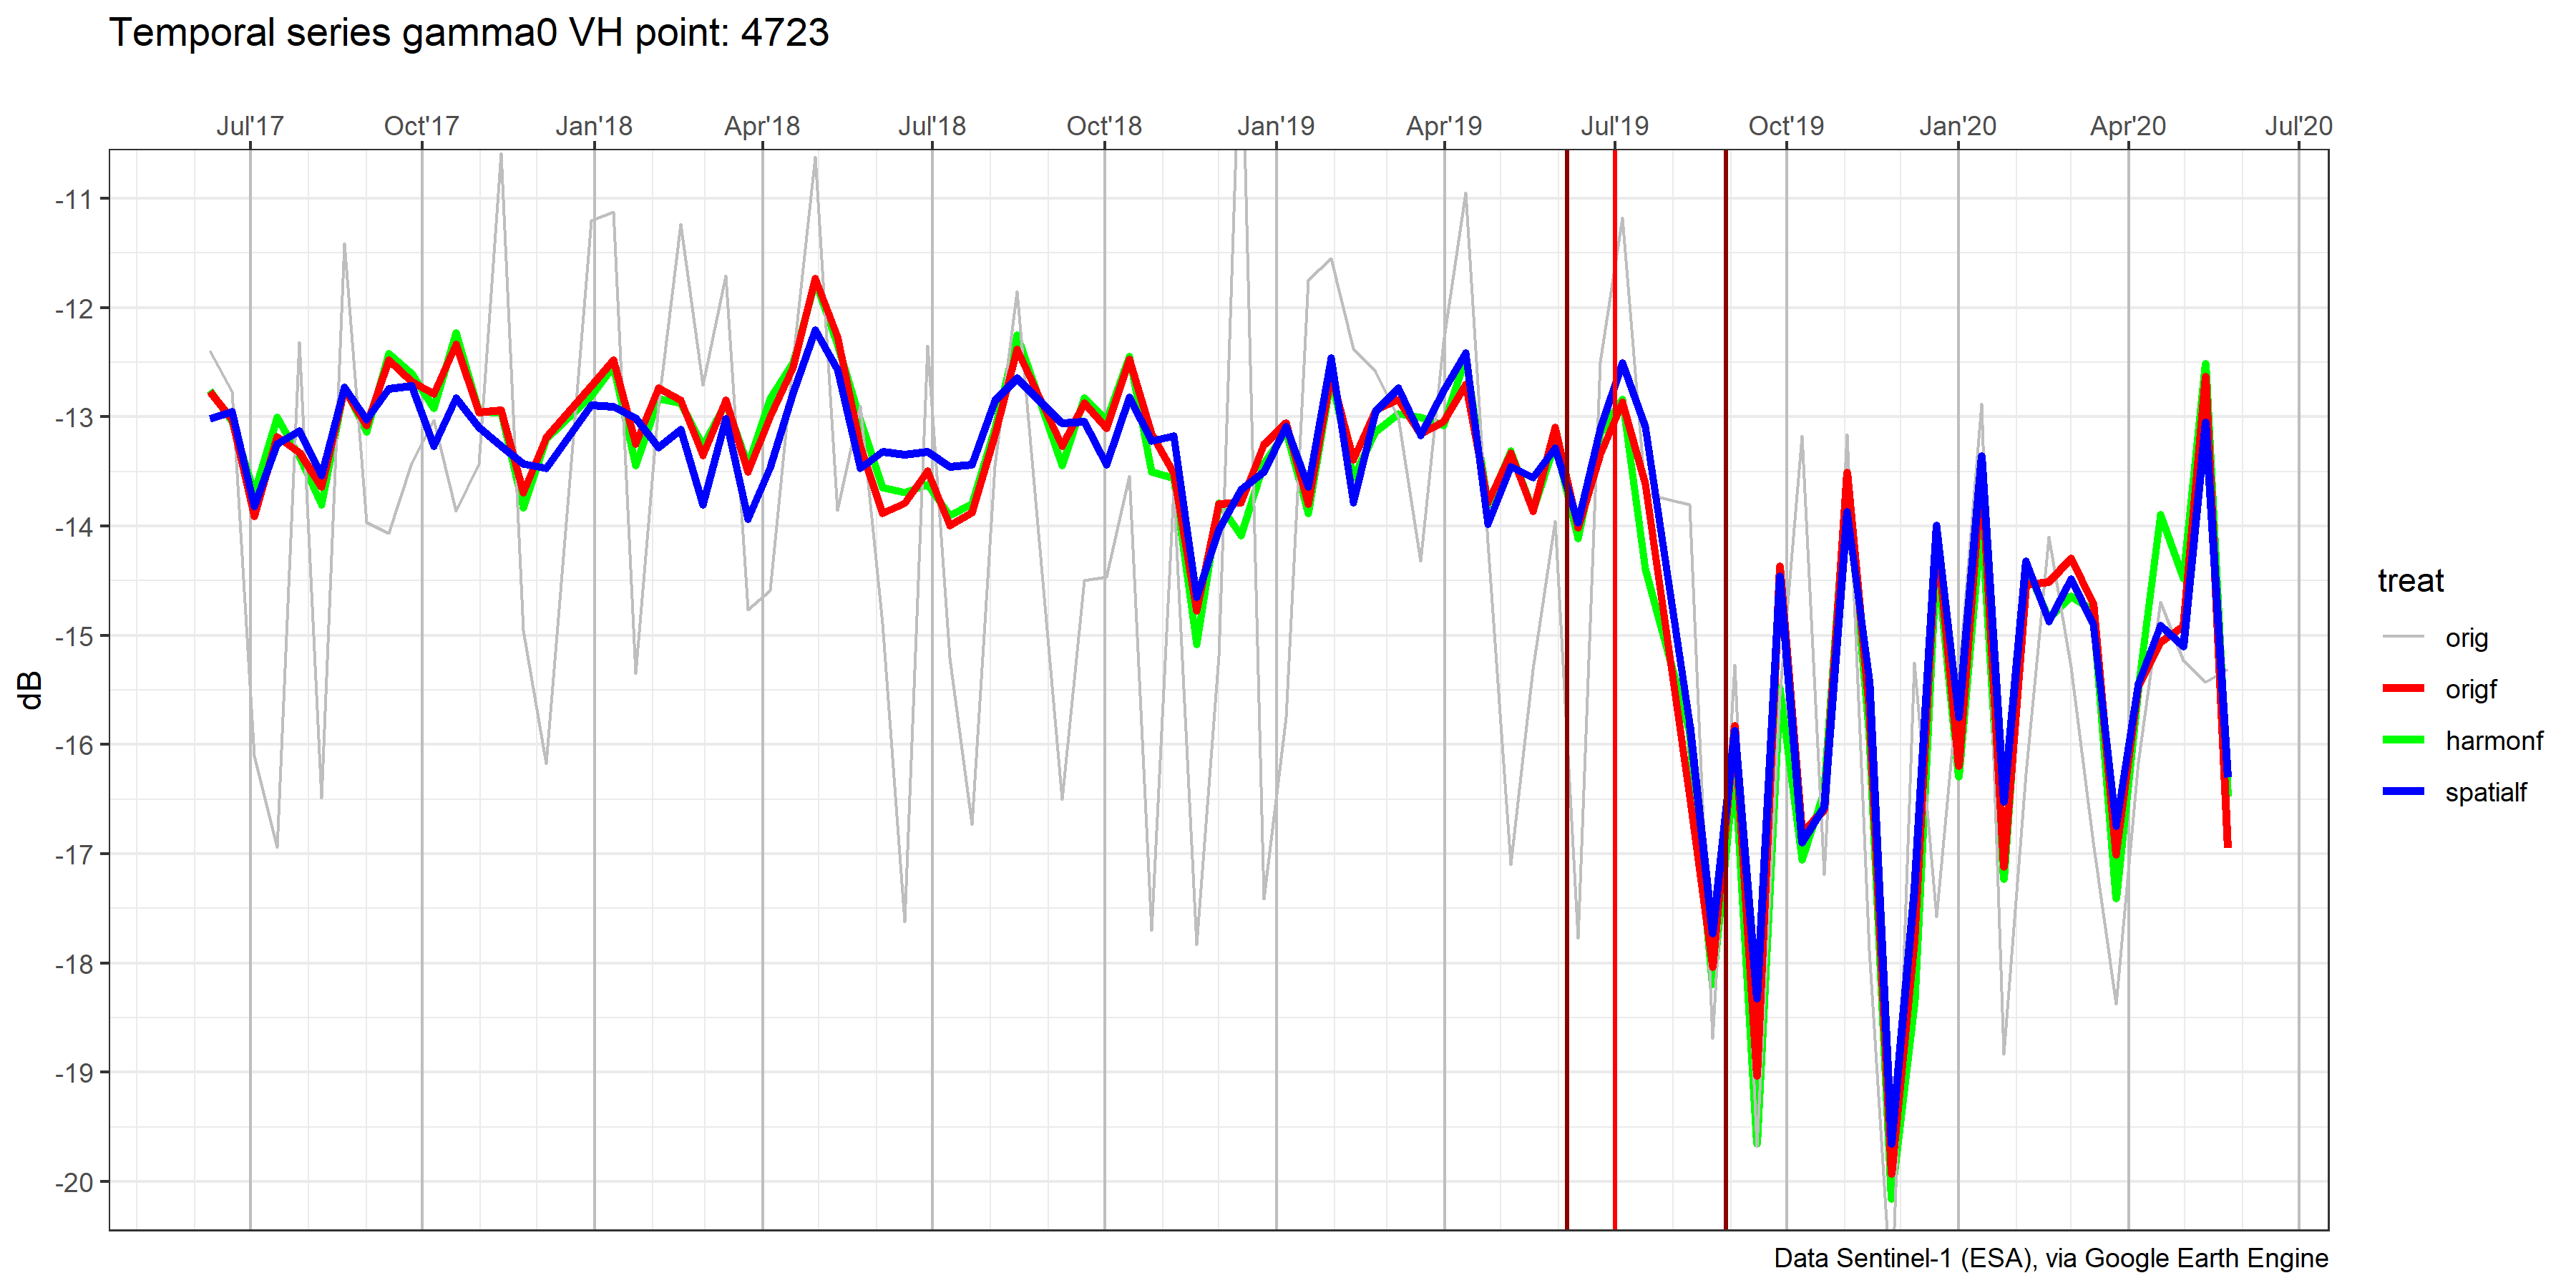 Temporal series gamma0 VH point: 4723
Jul'17 Oct'17 Jan'18 Apr'18 Jul'18 Oct'18 Jan'19 Apr'19 Jul'19 Oct'19 Jan'20 Apr'20 Jul'20
-11
-12
-13
-14
-15
-16
-17
-18
-19
-20
dB
treat
orig
origf
harmonf
spatialf
Data Sentinel-1 (ESA), via Google Earth Engine